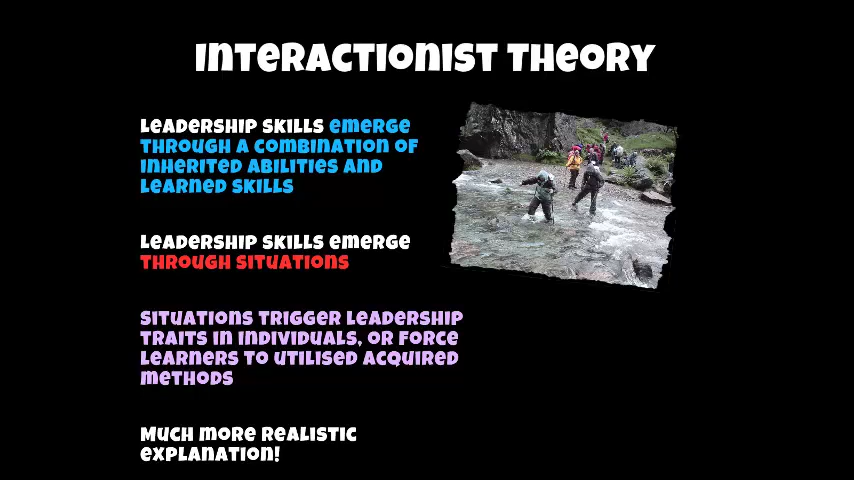 Interactionist Theory
Leadership skills emerge
through a combination of
inherited abilities and
learned skills
Leadership skills emerge
through situations
Situations trigger leadership
traits in individuals, or force
learners to utilised acquired
methods
Much more realistic
explanation!